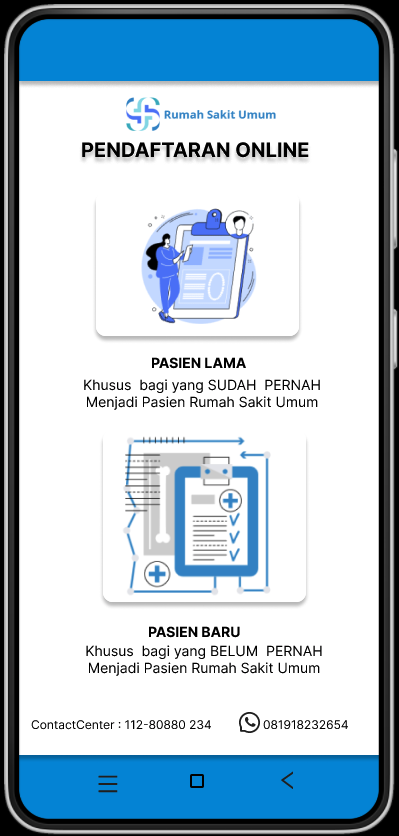 Rumah Sakit Umum
PENDAFTARAN ONLINE
PASIEN LAMA
Khusus bagi yang SUDAH PERNAH
Menjadi Pasien Rumah Sakit Umum
PASIEN BARU
Khusus bagi yang BELUM PERNAH
Menjadi Pasien Rumah Sakit Umum
ContactCenter : 112-80880 234
081918232654